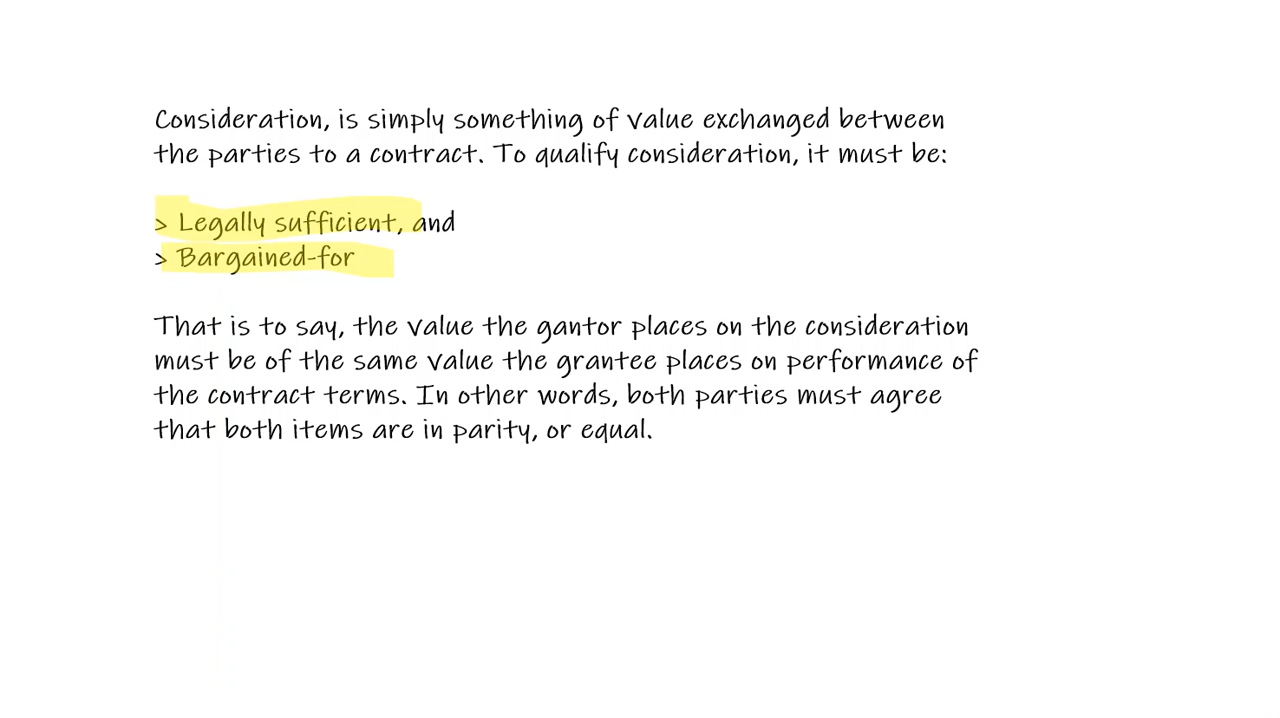 Consideration, is simply something of value exchanged between
the parties to a contract. To qualify consideration, it must be:
> Legally sufficient, and
> Bargained-for
That is to say, the value the gantor places on the consideration
must be of the same value the grantee places on performance of
the contract terms. In other words, both parties must agree
that both items are in parity, or equal.